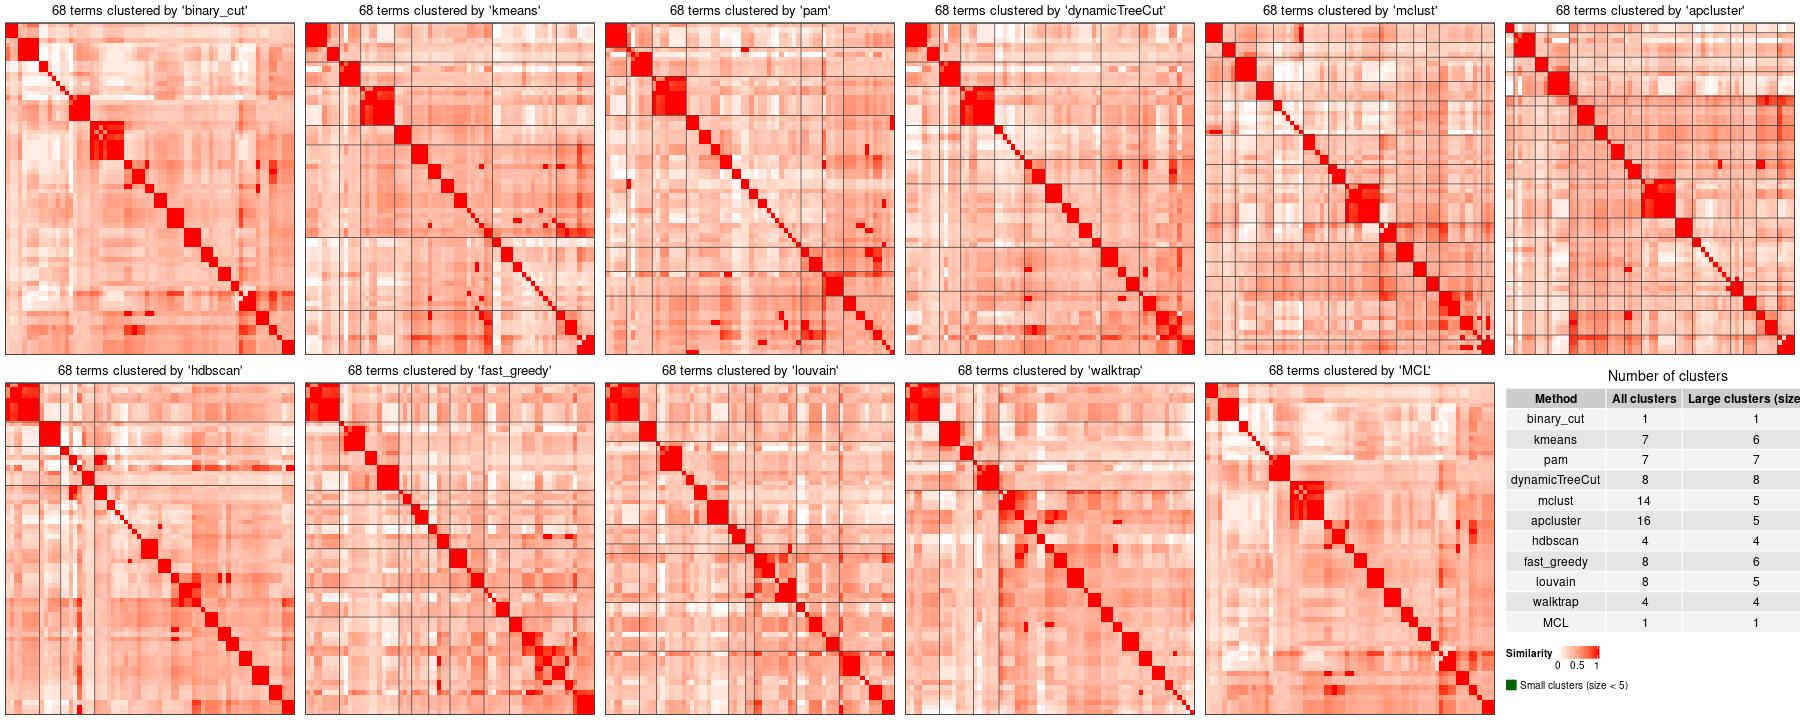 68 terms clustered by 'binary_cut'
68 terms clustered by 'kmeans'
68 terms clustered by 'pam'
68 terms clustered by 'dynamicTreeCut'
68 terms clustered by 'mclust'
68 terms clustered by 'apcluster'
68 terms clustered by 'hdbscan'
68 terms clustered by 'fast_greedy'
68 terms clustered by 'louvain'
68 terms clustered by 'walktrap'
68 terms clustered by 'MCL'
Number of clusters
Method All clusters Large clusters (size
binary_cut 1 1
kmeans 7 6
pam 7 7
dynamicTreeCut 8 8
mclust 14 5
apcluster 16 5
hdbscan 4 4
fast_greedy 8 6
louvain 8 5
walktrap 4 4
MCL 1 1
Similarity
0 0.5 1
Small clusters (size < 5)